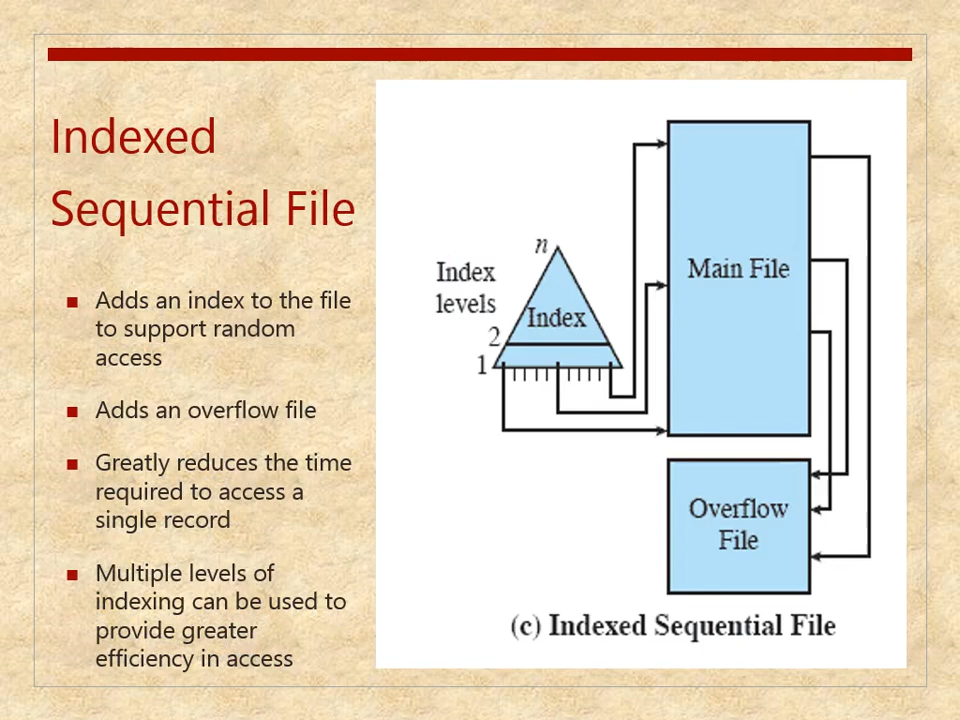 Indexed
Sequential File
■ Adds an index to the file
to support random
access
■ Adds an overflow file
■ Greatly reduces the time
required to access a
single record
■ Multiple levels of
indexing can be used to
provide greater
efficiency in access
n
Index
levels
Index
2
1
Main File
Overflow
File
(c) Indexed Sequential File